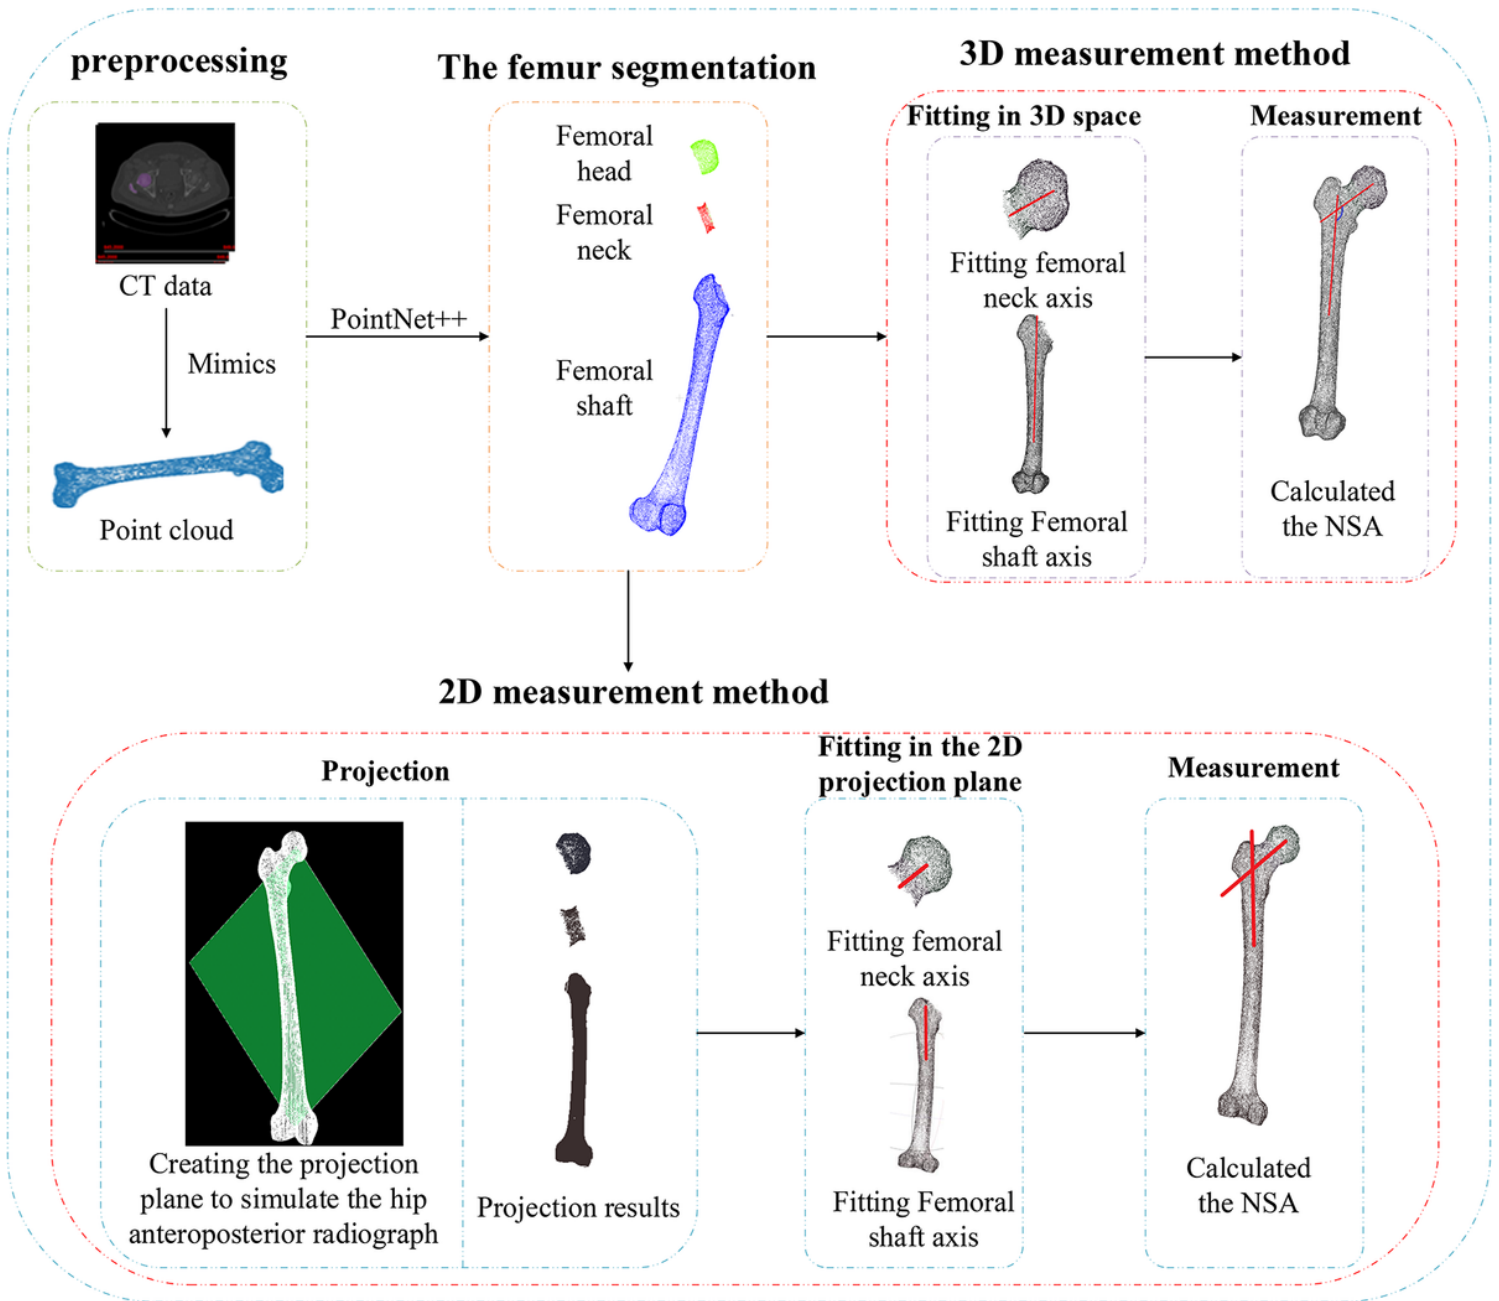 preprocessing
CT data
Mimics
Point cloud
PointNet++
The femur segmentation
Femoral
head
Femoral
neck
Femoral
shaft
3D measurement method
Fitting in 3D space
Fitting femoral
neck axis
Fitting Femoral
shaft axis
Measurement
Calculated
the NSA
2D measurement method
Projection
Creating the projection
plane to simulate the hip
anteroposterior radiograph
Projection results
Fitting in the 2D
projection plane
Fitting femoral
neck axis
Fitting Femoral
shaft axis
Measurement
Calculated
the NSA